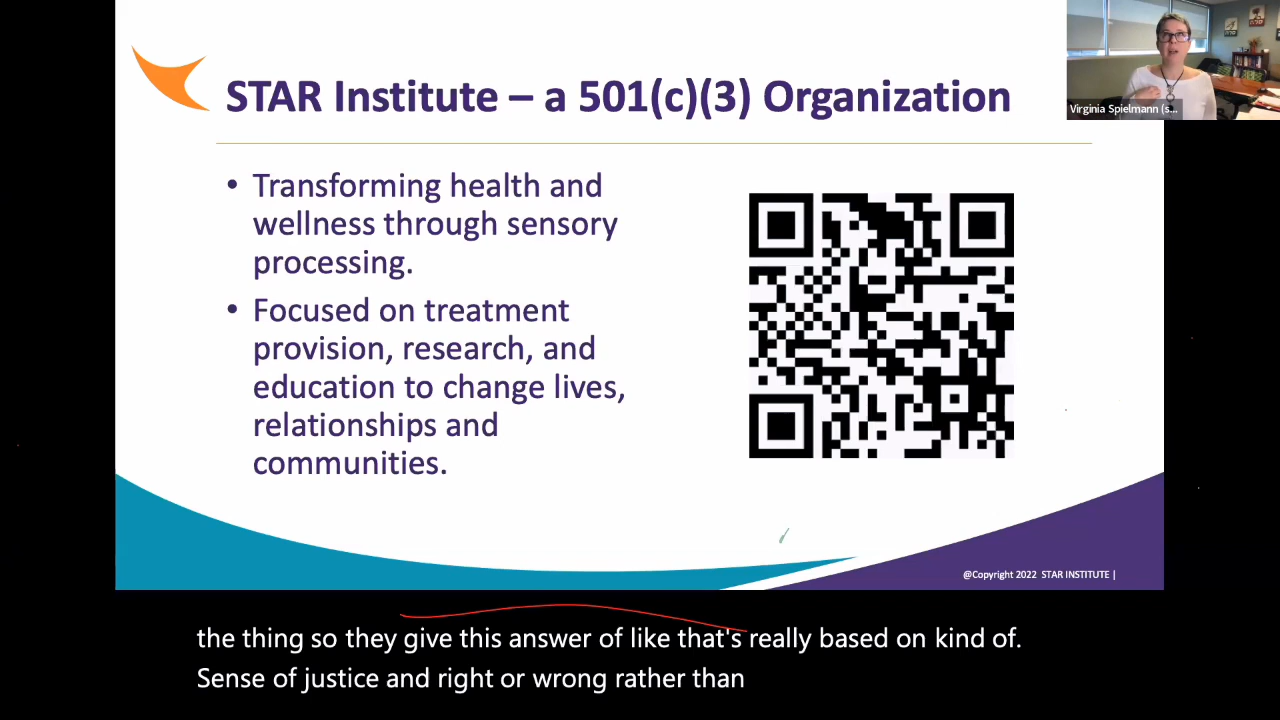 STAR Institute – a 501(c)(3) Organization
Virginia Spielmann (s...
• Transforming health and
wellness through sensory
processing.
• Focused on treatment
provision, research, and
education to change lives,
relationships and
communities.
@Copyright 2022 STAR INSTITUTE |
the thing so they give this answer of like that's really based on kind of.
Sense of justice and right or wrong rather than